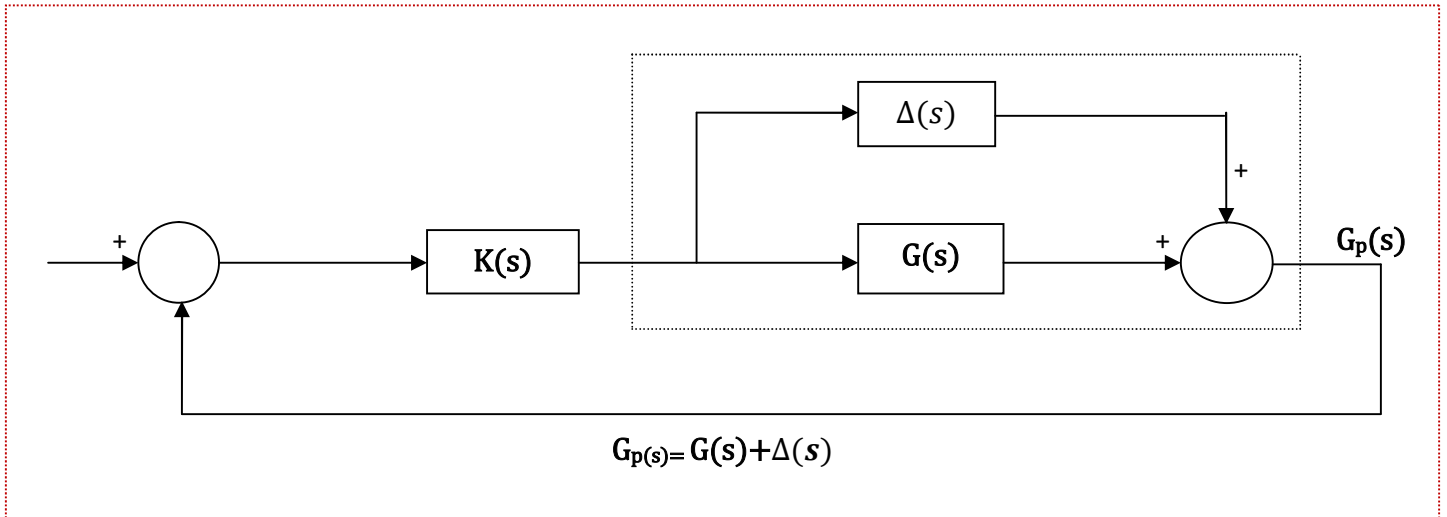 Δ(s)
+
+
+
K(s)
G(s)
Gp(s)
Gp(s)= G(s)+Δ(s)